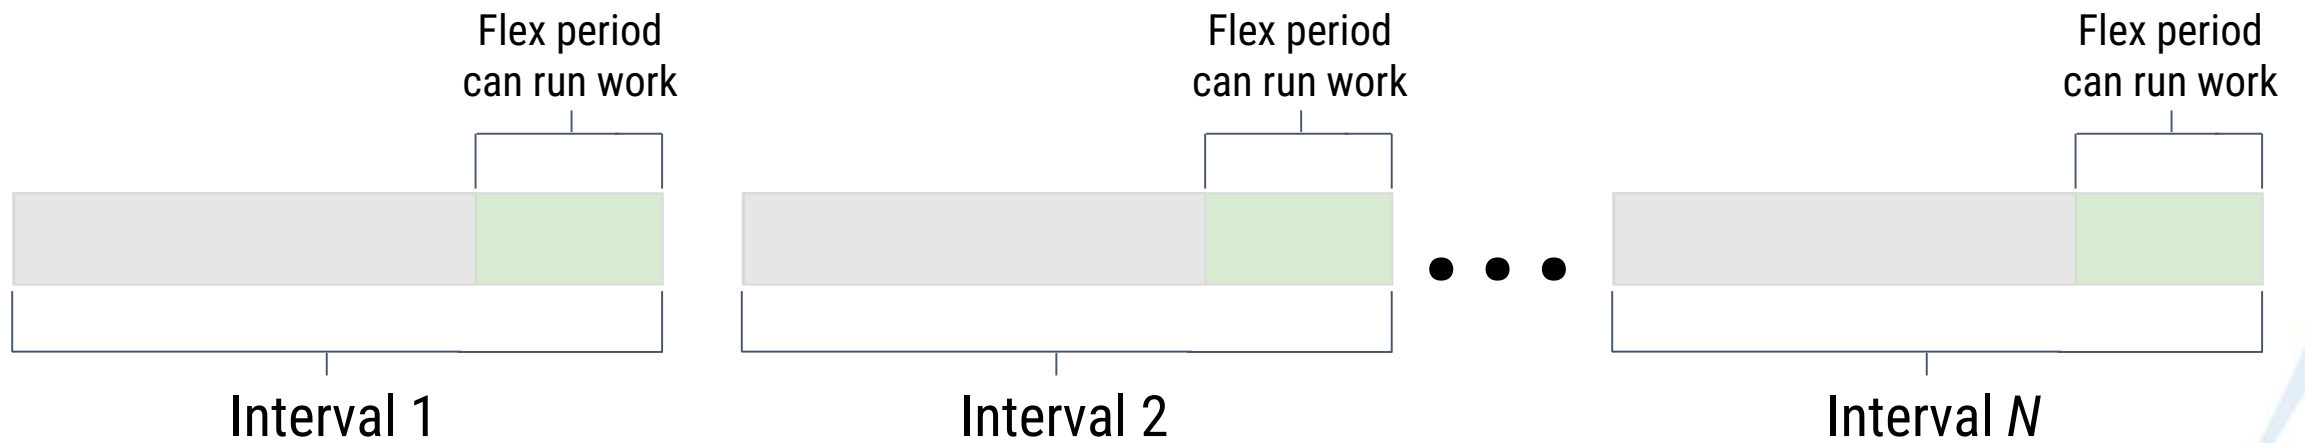 Flex period
can run work
Flex period
can run work
Flex period
can run work
Interval 1
Interval 2
Interval N